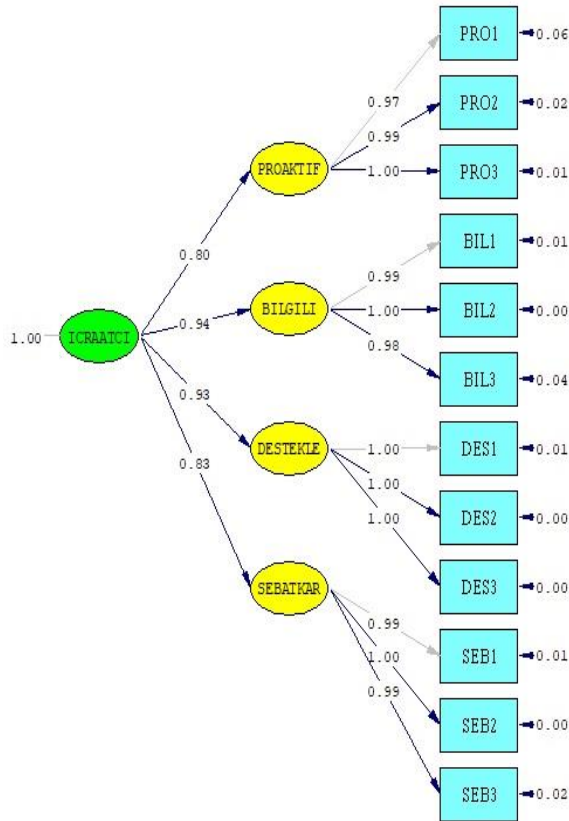 PRO1
0.06
0.97
PRO2
0.02
0.99
PROAKTIF
1.00
PRO3
0.01
0.80
BIL1
0.01
0.99
BILGILI
1.00
BIL2
0.00
0.94
0.98
1.00
ICRAATCI
BIL3
0.04
0.93
DESTEKLE
1.00
DES1
0.01
0.83
1.00
DES2
0.00
1.00
DES3
0.00
SEBATKAR
0.99
SEB1
0.01
1.00
0.99
SEB2
0.00
SEB3
0.02